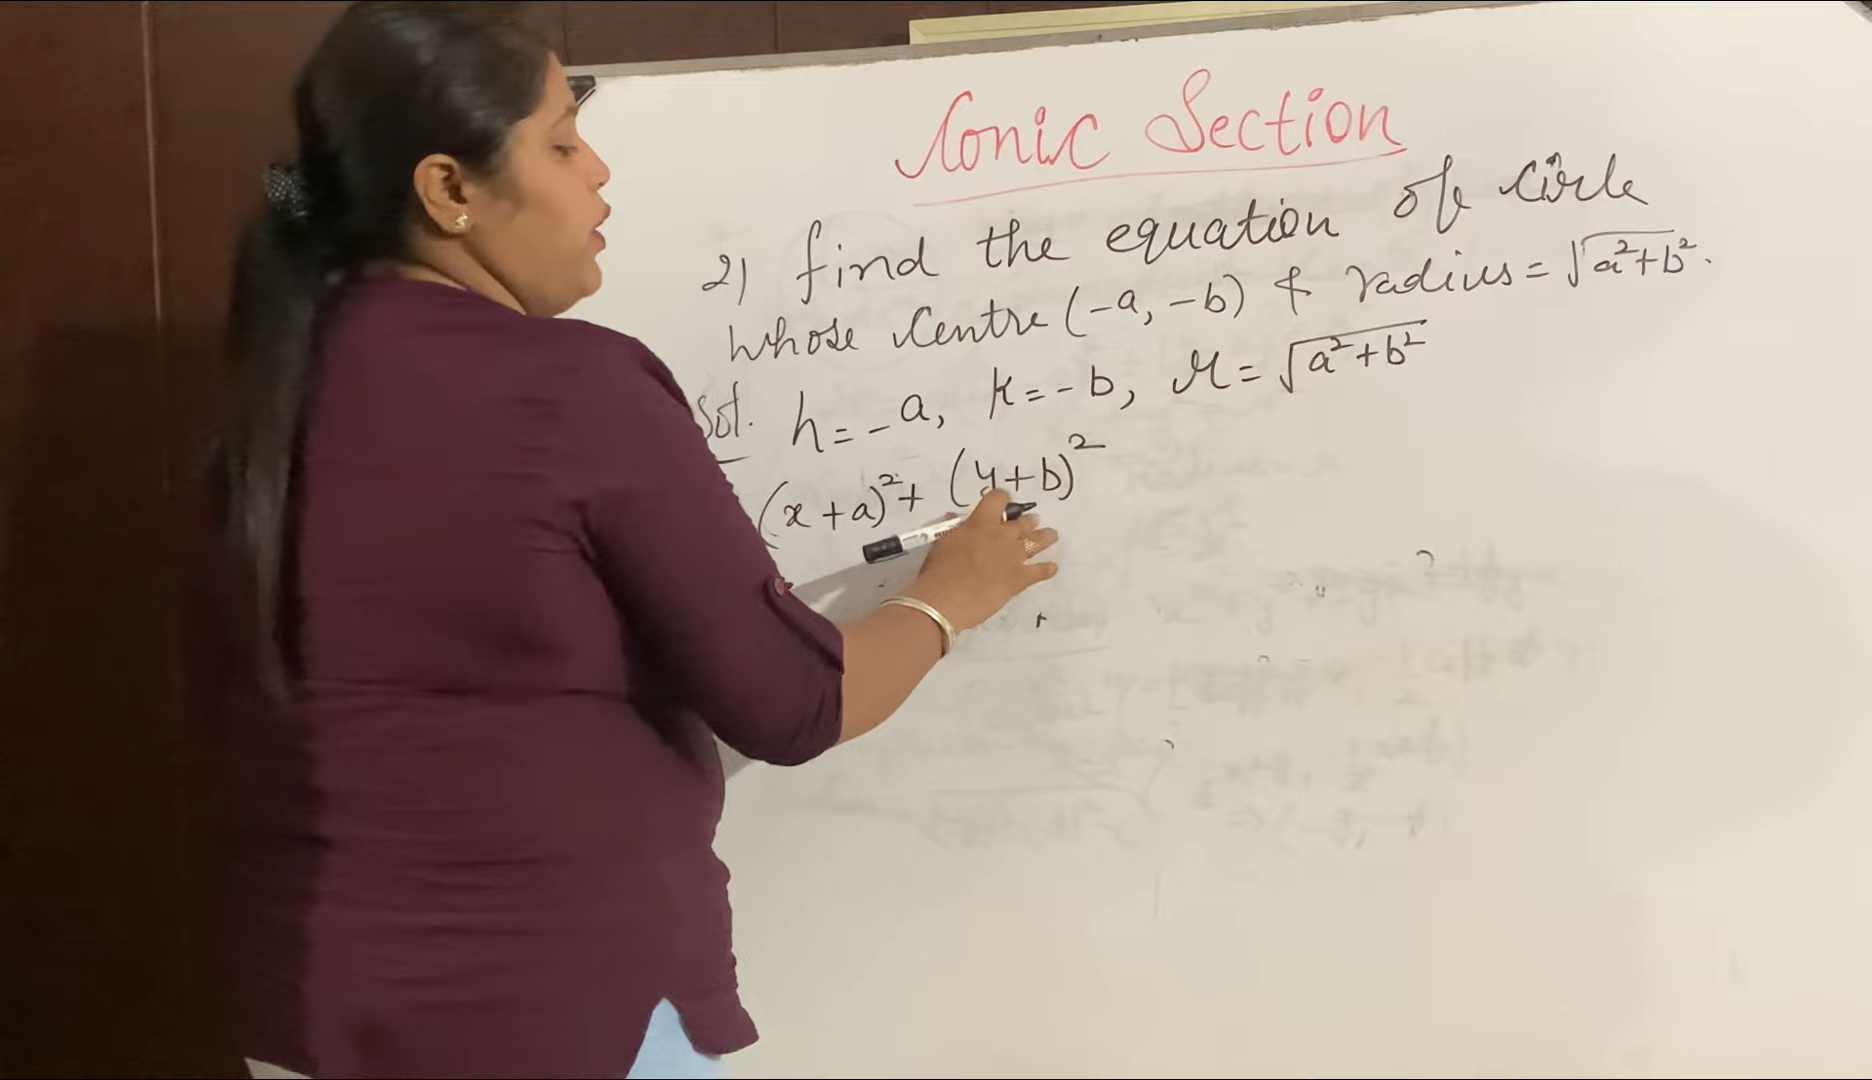 Conic Section
2) find the equation of circle
whose centre (-a, -b) & radius = √a²+b².
Sol. h = -a, k = -b, r = √a²+b²
(x+a)² + (y+b)²